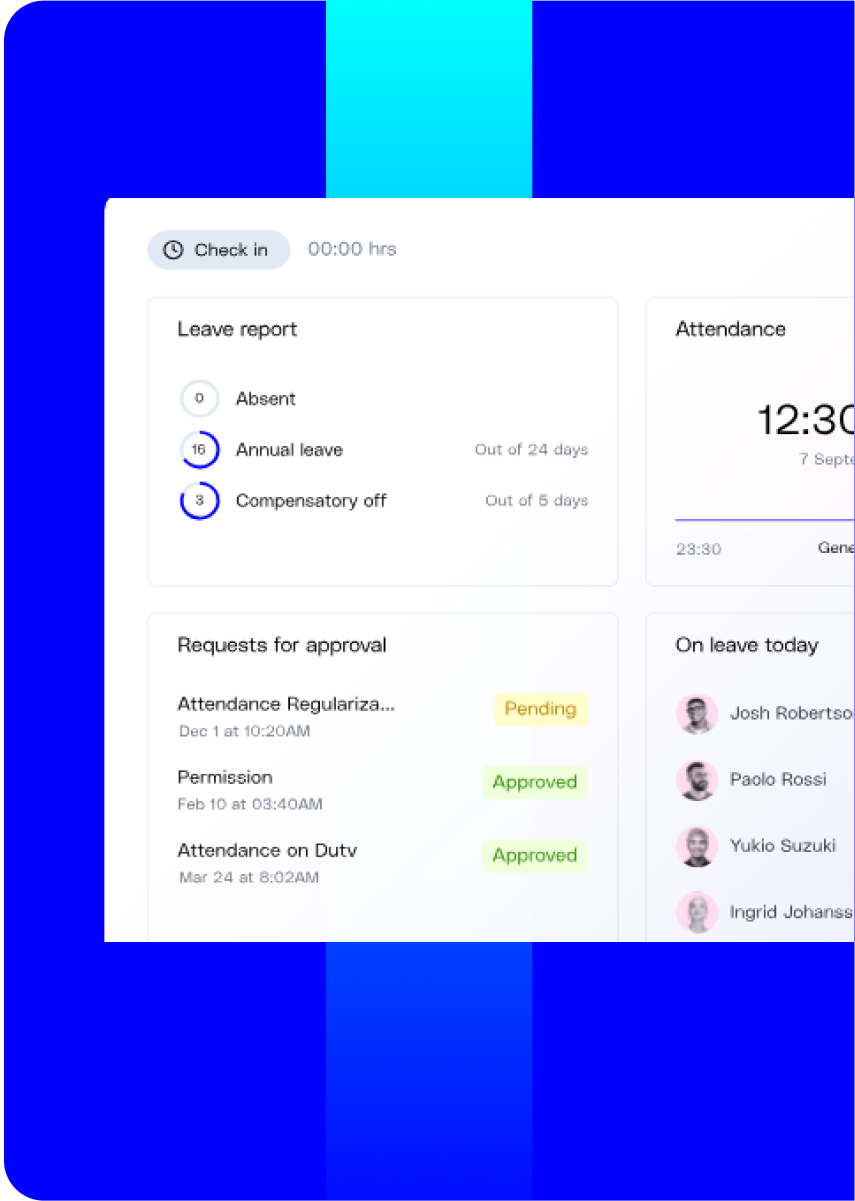 Check in
00:00 hrs
Leave report
0 Absent
16 Annual leave Out of 24 days
3 Compensatory off Out of 5 days
Attendance
12:30
7 Septe
23:30 Gene
Requests for approval
Attendance Regulariza... Pending
Dec 1 at 10:20AM
Permission Approved
Feb 10 at 03:40AM
Attendance on Duty Approved
Mar 24 at 8:02AM
On leave today
Josh Robertso
Paolo Rossi
Yukio Suzuki
Ingrid Johanss